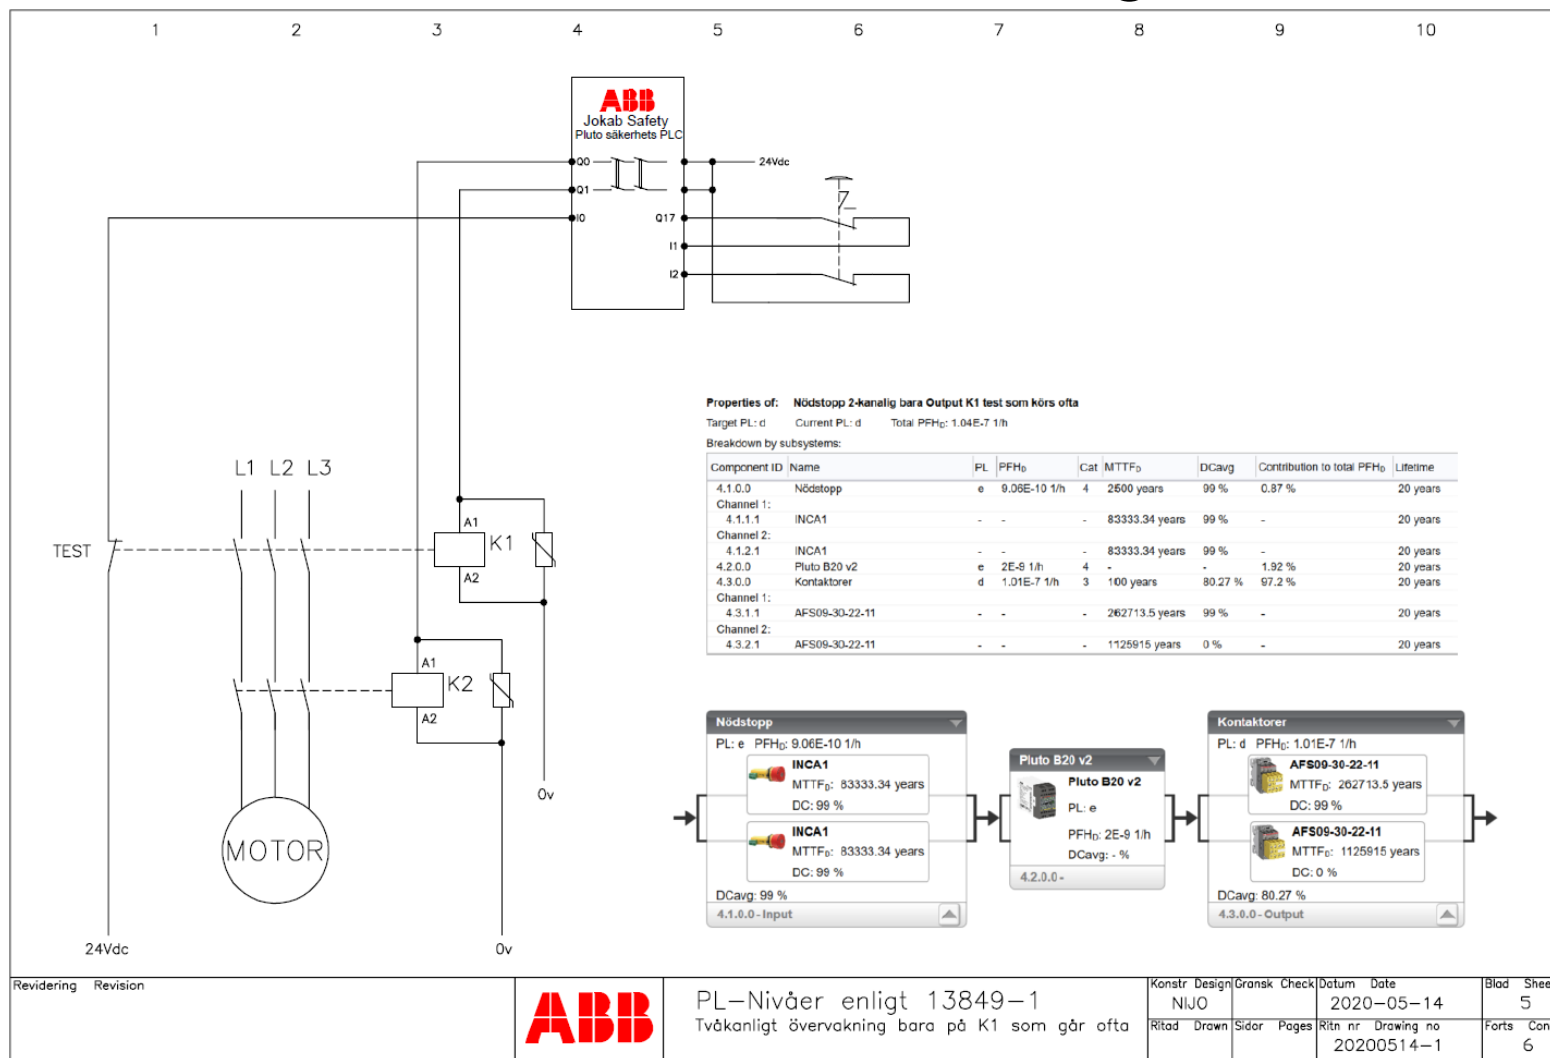 1 2 3 4 5 6 7 8 9 10
ABB
Jokab Safety
Pluto säkerhets PLC
Q0
24Vdc
Q1
I0
Q17
I1
I2
Properties of: Nödstopp 2-kanalig bara Output K1 test som körs ofta
Target PL: d Current PL: d Total PFHD: 1.04E-7 1/h
Breakdown by subsystems:
Component ID Name PL PFHD Cat MTTFD DCavg Contribution to total PFHD Lifetime
4.1.0.0 Nödstopp e 9.06E-10 1/h 4 2500 years 99 % 0.87 % 20 years
Channel 1:
4.1.1.1 INCA1 - - - 83333.34 years 99 % - 20 years
Channel 2:
4.1.2.1 INCA1 - - - 83333.34 years 99 % - 20 years
4.2.0.0 Pluto B20 v2 e 2E-9 1/h 4 - - 1.92 % 20 years
4.3.0.0 Kontaktorer d 1.01E-7 1/h 3 100 years 80.27 % 97.2 % 20 years
Channel 1:
4.3.1.1 AFS09-30-22-11 - - - 262713.5 years 99 % - 20 years
Channel 2:
4.3.2.1 AFS09-30-22-11 - - - 1125915 years 0 % - 20 years
L1 L2 L3
A1
K1
TEST
A2
A1
K2
A2
0v
MOTOR
24Vdc
0v
Nödstopp
PL: e PFHD: 9.06E-10 1/h
INCA1
MTTFD: 83333.34 years
DC: 99 %
INCA1
MTTFD: 83333.34 years
DC: 99 %
DCavg: 99 %
4.1.0.0 - Input
Pluto B20 v2
Pluto B20 v2
PL: e
PFHD: 2E-9 1/h
DCavg: - %
4.2.0.0 -
Kontaktorer
PL: d PFHD: 1.01E-7 1/h
AFS09-30-22-11
MTTFD: 262713.5 years
DC: 99 %
AFS09-30-22-11
MTTFD: 1125915 years
DC: 0 %
DCavg: 80.27 %
4.3.0.0 - Output
Revidering Revision
ABB
PL-Nivåer enligt 13849-1
Tvåkanligt övervakning bara på K1 som går ofta
Konstr Design Gransk Check Datum Date Blad
NIJO 2020-05-14 5
Ritad Drawn Sidor Pages Ritn nr Drawing no Forts
20200514-1 6